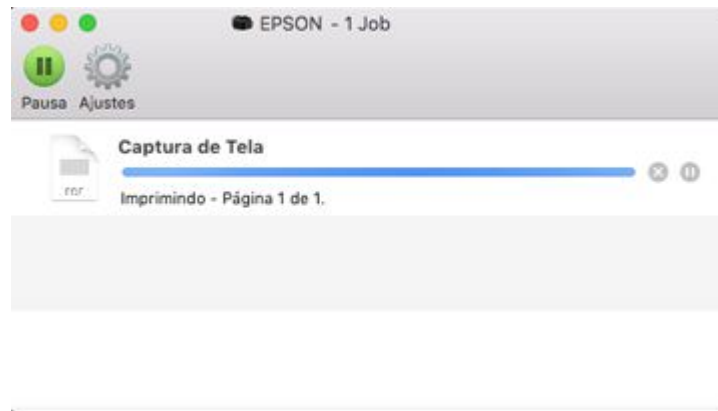 EPSON - 1 Job
Pausa Ajustes
Captura de Tela
Imprimindo - Página 1 de 1.